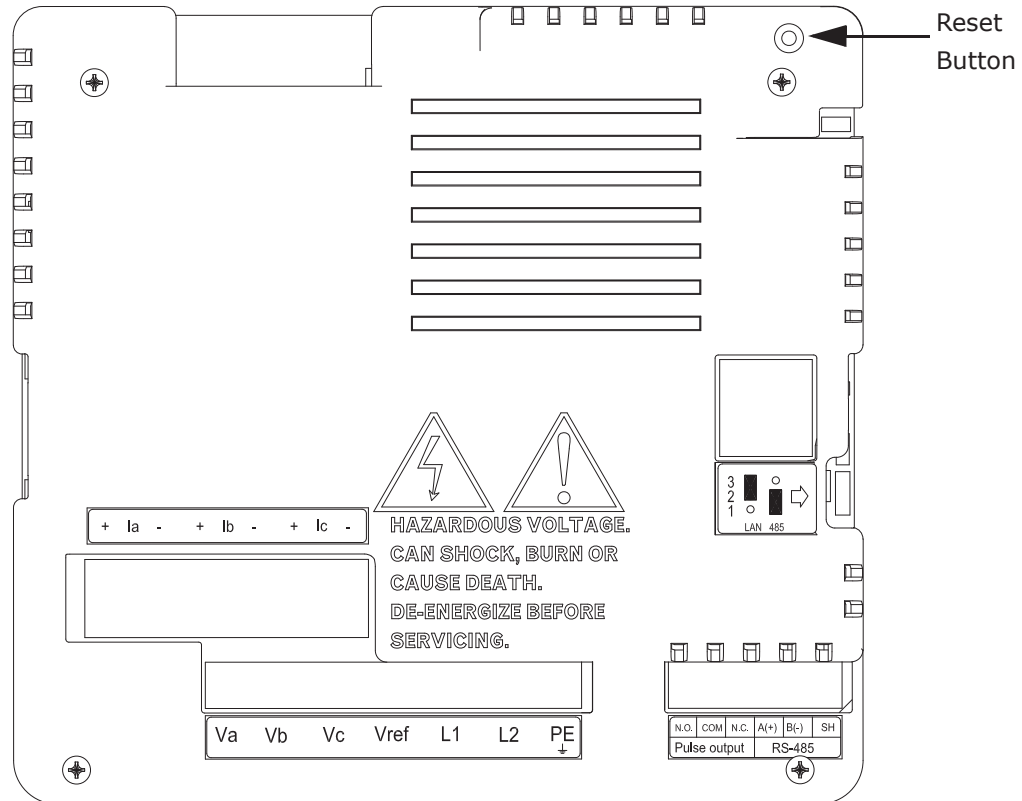 Reset
Button
3
2
1
LAN 485
+ Ia - + Ib - + Ic -
HAZARDOUS VOLTAGE.
CAN SHOCK, BURN OR
CAUSE DEATH.
DE-ENERGIZE BEFORE
SERVICING.
Va Vb Vc Vref L1 L2 PE
N.O. COM N.C. A(+) B(-) SH
Pulse output RS-485